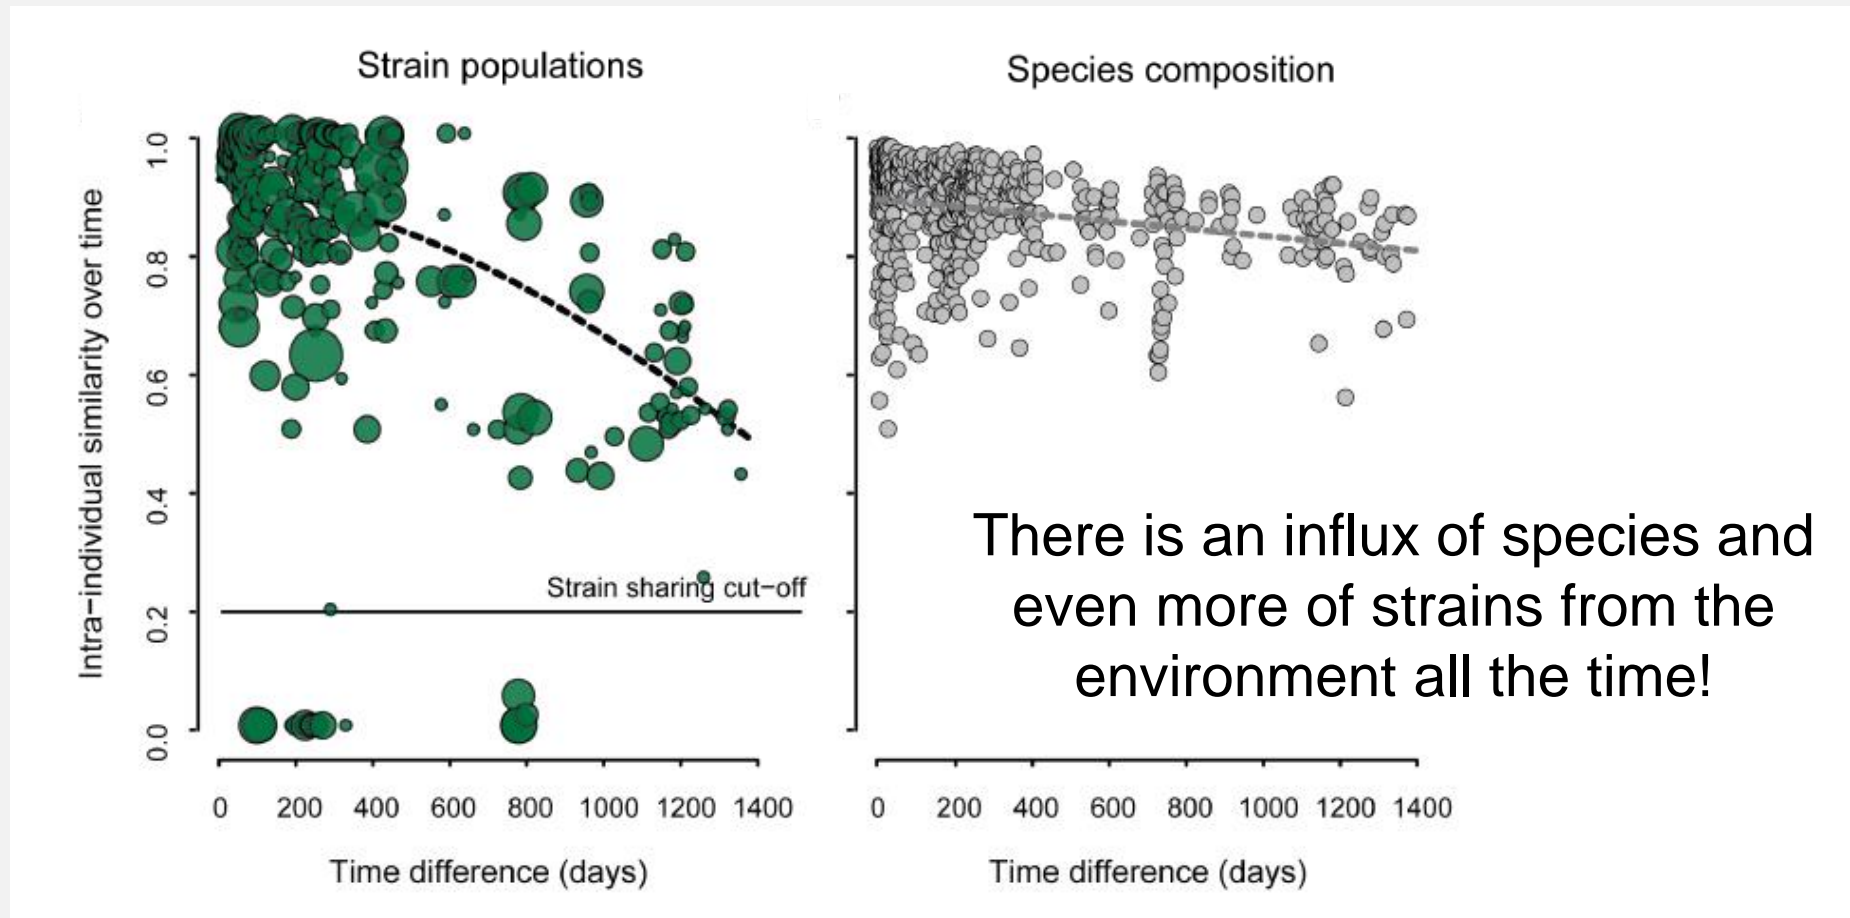 Strain populations
Species composition
Intra-individual similarity over time
1.0
0.8
0.6
0.4
0.2
0.0
Strain sharing cut-off
0 200 400 600 800 1000 1200 1400
Time difference (days)
0 200 400 600 800 1000 1200 1400
Time difference (days)
There is an influx of species and
even more of strains from the
environment all the time!